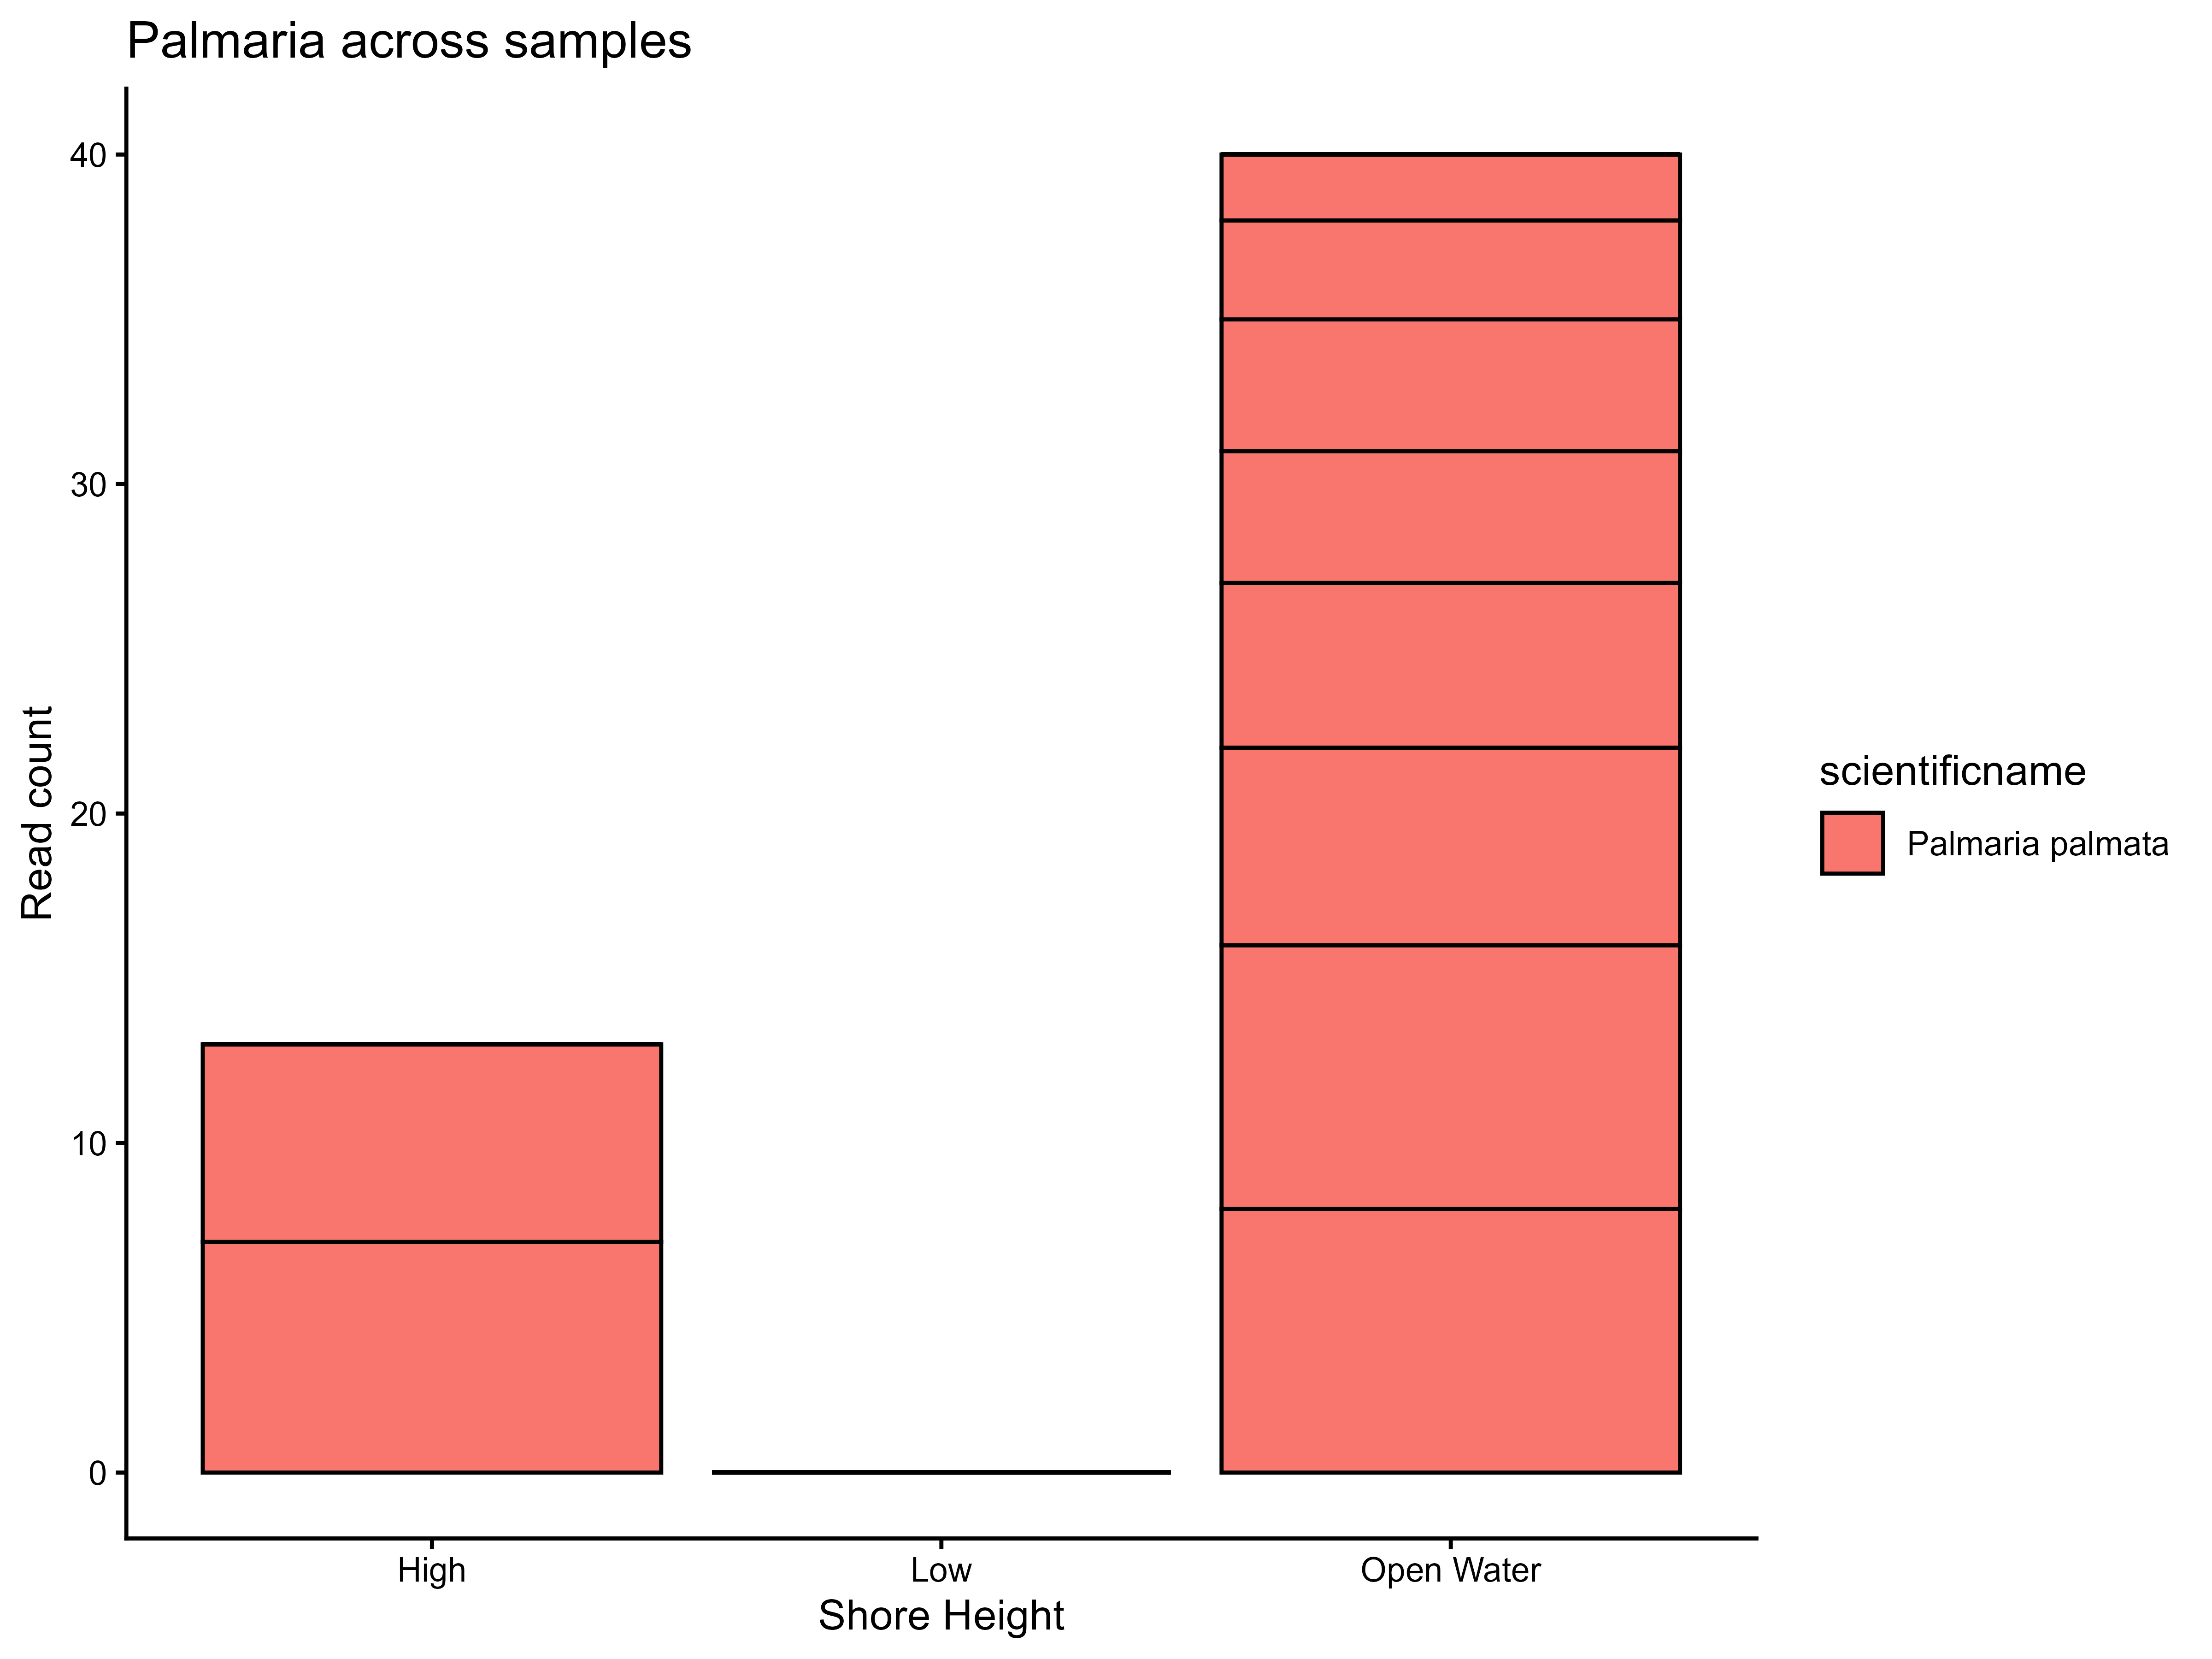 Palmaria across samples
40
30
20
10
0
Read count
High
Low
Open Water
Shore Height
scientificname
Palmaria palmata